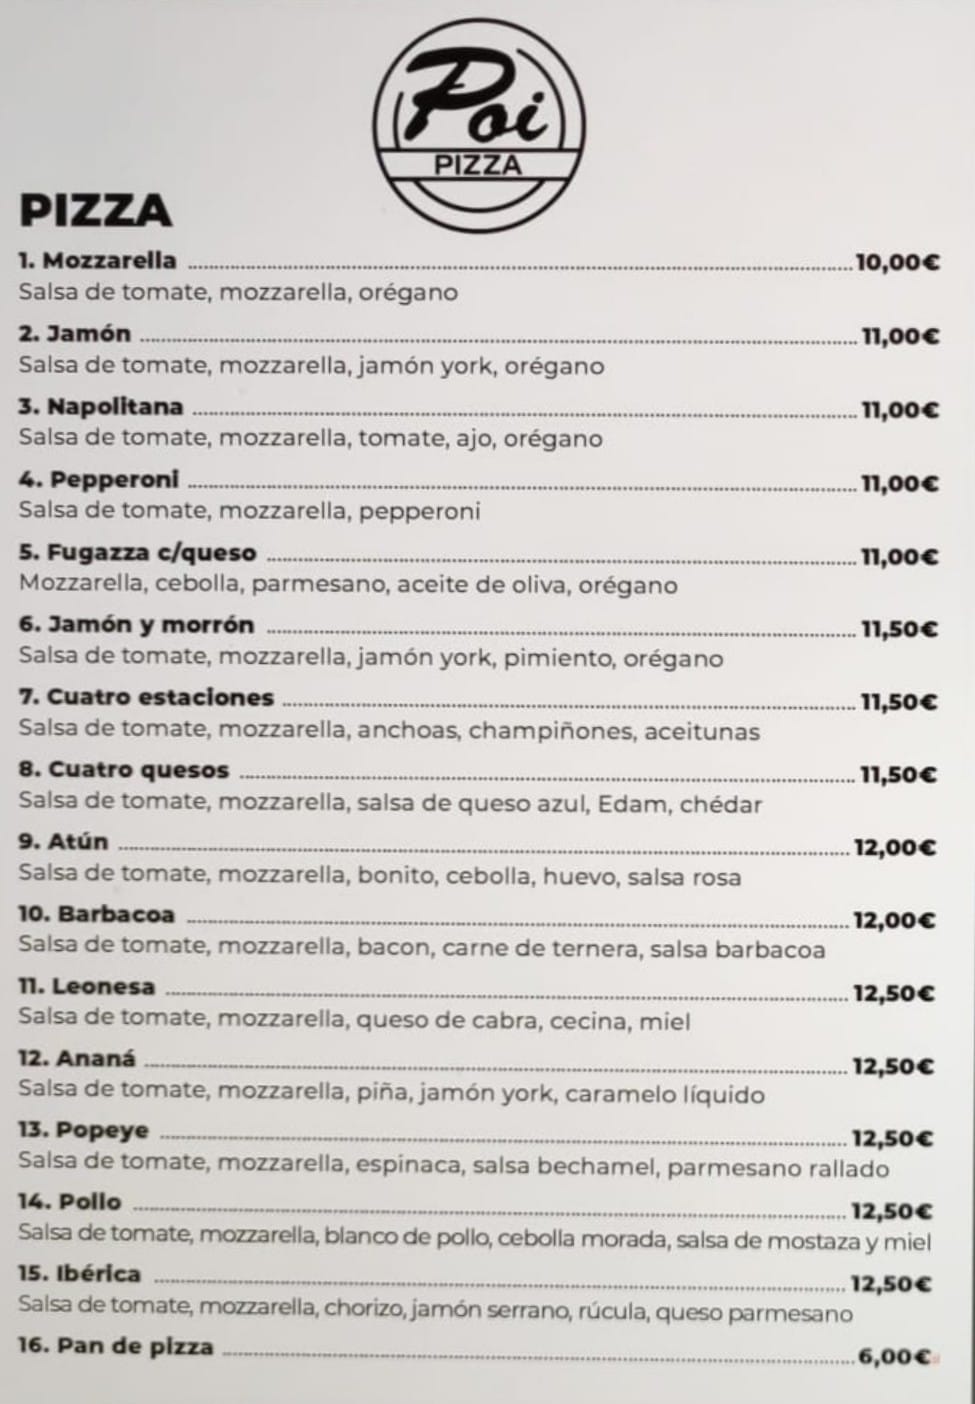 Poi
PIZZA
PIZZA
1. Mozzarella 10,00€
Salsa de tomate, mozzarella, orégano
2. Jamón 11,00€
Salsa de tomate, mozzarella, jamón york, orégano
3. Napolitana 11,00€
Salsa de tomate, mozzarella, tomate, ajo, orégano
4. Pepperoni 11,00€
Salsa de tomate, mozzarella, pepperoni
5. Fugazza c/queso 11,00€
Mozzarella, cebolla, parmesano, aceite de oliva, orégano
6. Jamón y morrón 11,50€
Salsa de tomate, mozzarella, jamón york, pimiento, orégano
7. Cuatro estaciones 11,50€
Salsa de tomate, mozzarella, anchoas, champiñones, aceitunas
8. Cuatro quesos 11,50€
Salsa de tomate, mozzarella, salsa de queso azul, Edam, chédar
9. Atún 12,00€
Salsa de tomate, mozzarella, bonito, cebolla, huevo, salsa rosa
10. Barbacoa 12,00€
Salsa de tomate, mozzarella, bacon, carne de ternera, salsa barbacoa
11. Leonesa 12,50€
Salsa de tomate, mozzarella, queso de cabra, cecina, miel
12. Ananá 12,50€
Salsa de tomate, mozzarella, piña, jamón york, caramelo líquido
13. Popeye 12,50€
Salsa de tomate, mozzarella, espinaca, salsa bechamel, parmesano rallado
14. Pollo 12,50€
Salsa de tomate, mozzarella, blanco de pollo, cebolla morada, salsa de mostaza y miel
15. Ibérica 12,50€
Salsa de tomate, mozzarella, chorizo, jamón serrano, rúcula, queso parmesano
16. Pan de pizza 6,00€